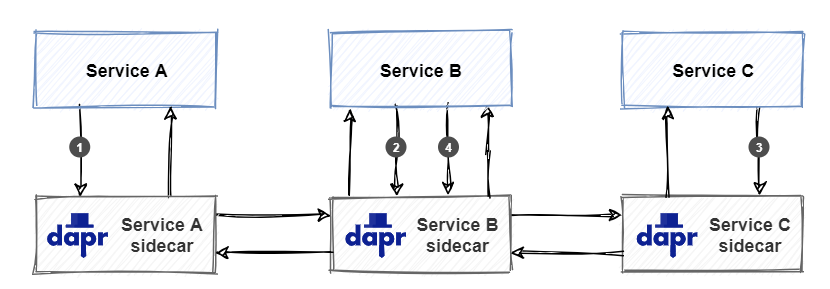 Service A
Service B
Service C
1
2
4
3
dapr
Service A
sidecar
dapr
Service B
sidecar
dapr
Service C
sidecar